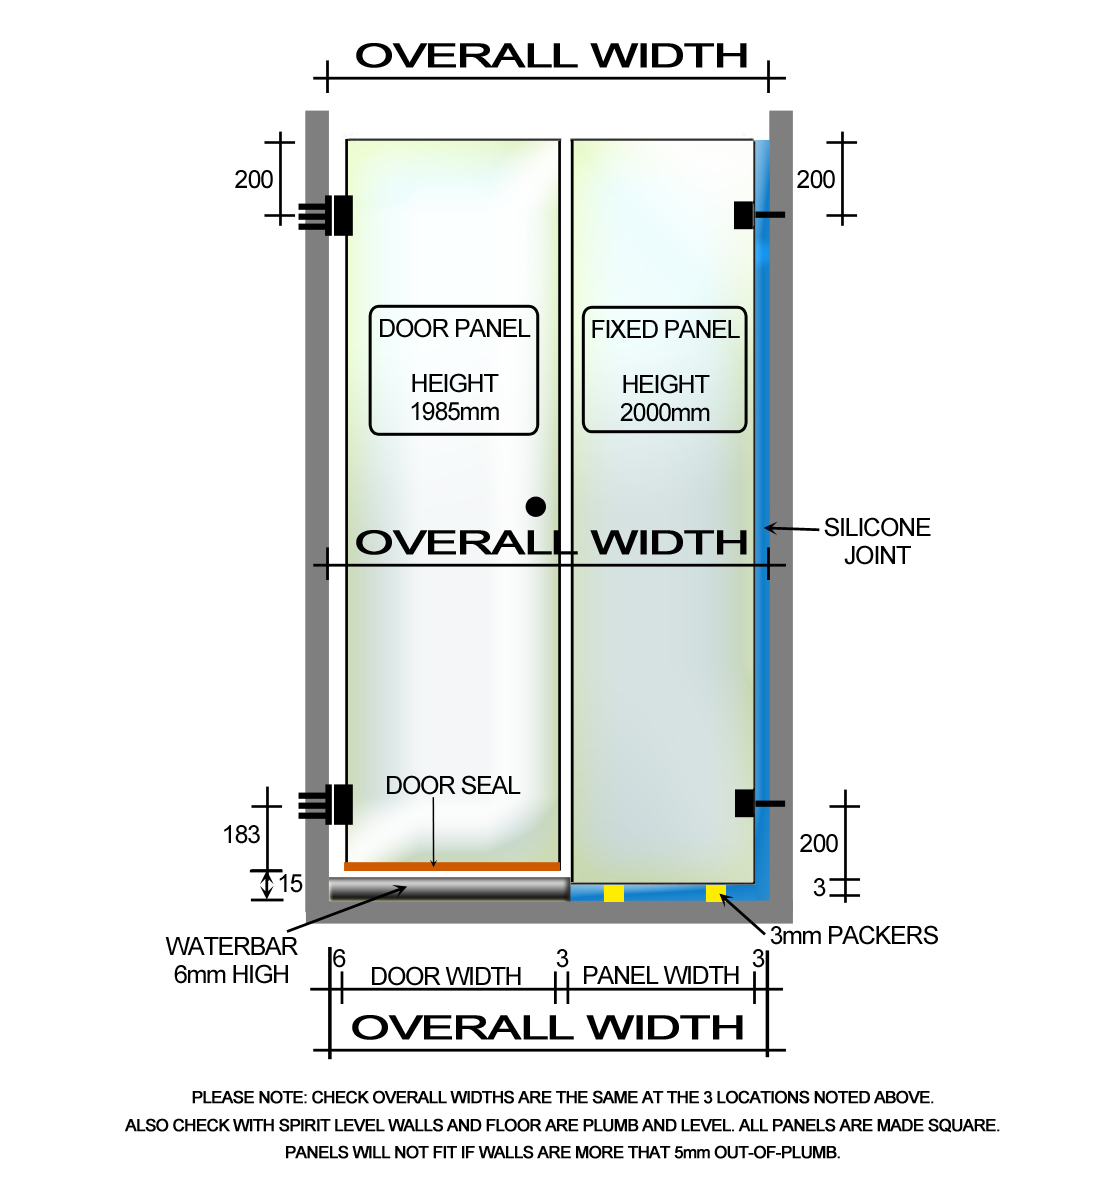 OVERALL WIDTH
200
200
DOOR PANEL
HEIGHT
1985mm
FIXED PANEL
HEIGHT
2000mm
SILICONE
JOINT
OVERALL WIDTH
DOOR SEAL
183
15
200
3
WATERBAR
6mm HIGH
3mm PACKERS
6
3
3
DOOR WIDTH
PANEL WIDTH
OVERALL WIDTH
PLEASE NOTE: CHECK OVERALL WIDTHS ARE THE SAME AT THE 3 LOCATIONS NOTED ABOVE.
ALSO CHECK WITH SPIRIT LEVEL WALLS AND FLOOR ARE PLUMB AND LEVEL. ALL PANELS ARE MADE SQUARE.
PANELS WILL NOT FIT IF WALLS ARE MORE THAT 5mm OUT-OF-PLUMB.